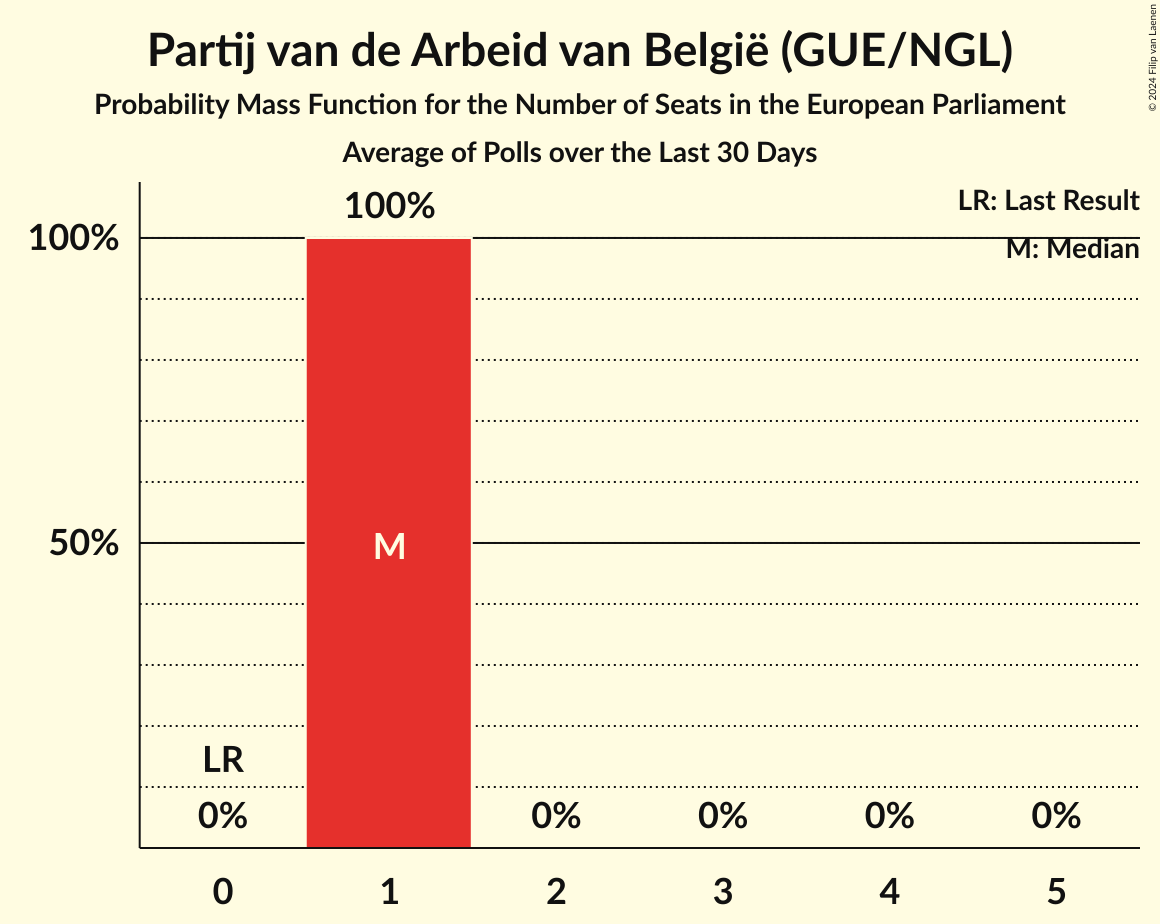 Partij van de Arbeid van België (GUE/NGL)
Probability Mass Function for the Number of Seats in the European Parliament
Average of Polls over the Last 30 Days
© 2024 Filip van Laenen
LR: Last Result
M: Median
100%
100%
50%
M
LR
0%
0%
0%
0%
0%
0
1
2
3
4
5